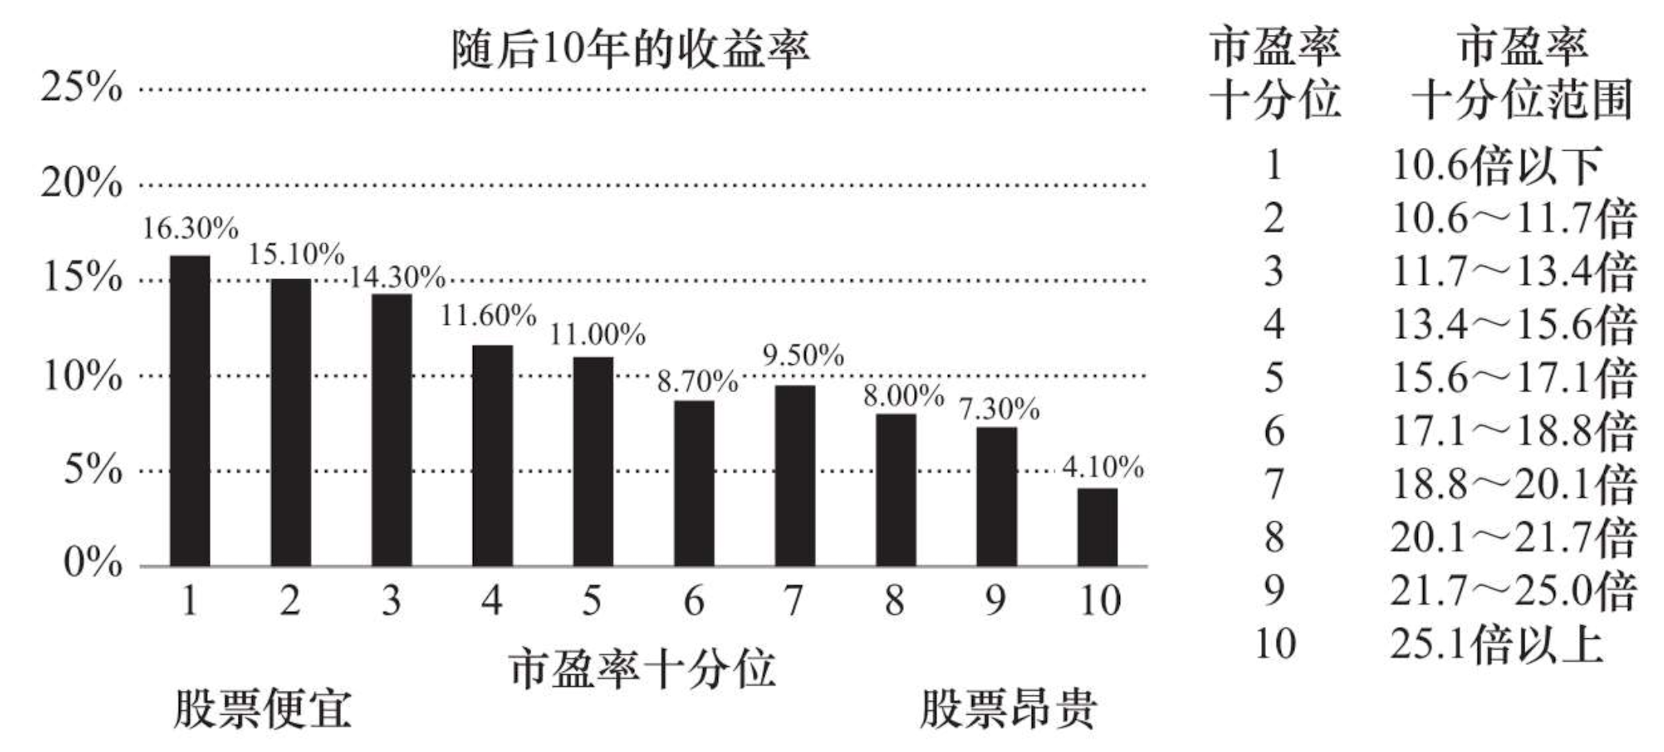 随后10年的收益率
25%
20%
15%
10%
5%
0%
16.30%
15.10%
14.30%
11.60%
11.00%
8.70%
9.50%
8.00%
7.30%
4.10%
1 2 3 4 5 6 7 8 9 10
市盈率十分位
股票便宜 股票昂贵
市盈率 市盈率
十分位 十分位范围
1 10.6倍以下
2 10.6～11.7倍
3 11.7～13.4倍
4 13.4～15.6倍
5 15.6～17.1倍
6 17.1～18.8倍
7 18.8～20.1倍
8 20.1～21.7倍
9 21.7～25.0倍
10 25.1倍以上